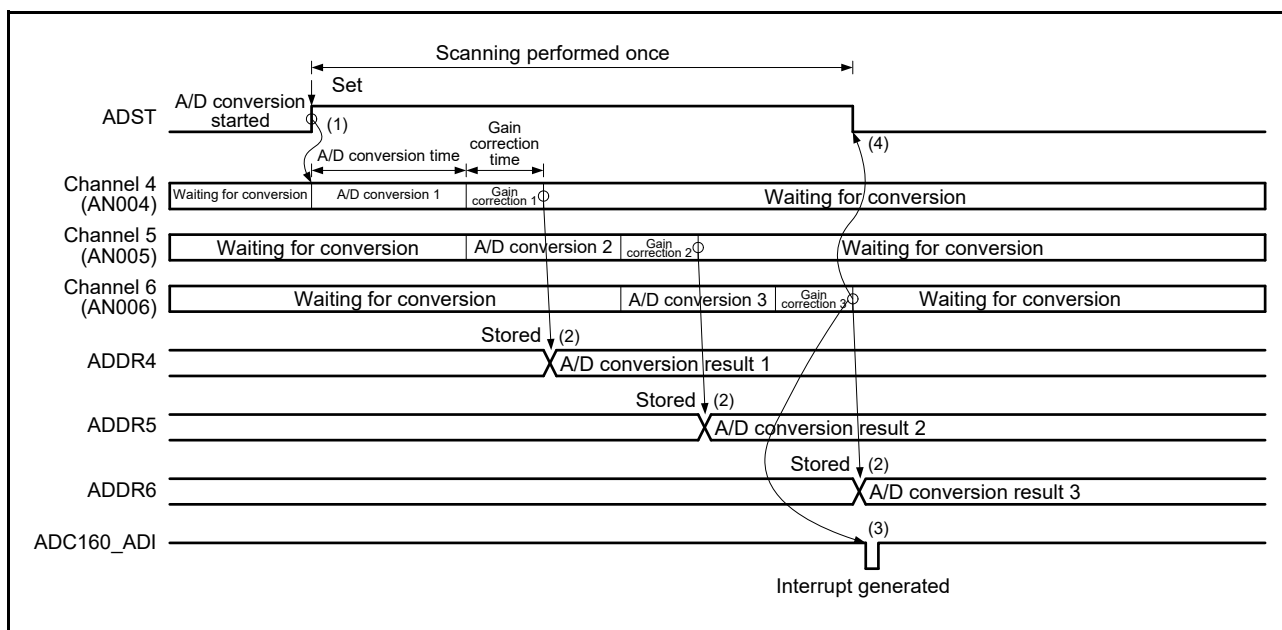 Scanning performed once
Set
ADST
A/D conversion
started
(1)
(4)
A/D conversion time
Gain
correction
time
Channel 4
(AN004)
Waiting for conversion
A/D conversion 1
Gain
correction 1
Waiting for conversion
Channel 5
(AN005)
Waiting for conversion
A/D conversion 2
Gain
correction 2
Waiting for conversion
Channel 6
(AN006)
Waiting for conversion
A/D conversion 3
Gain
correction 3
Waiting for conversion
ADDR4
Stored
(2)
A/D conversion result 1
ADDR5
Stored
(2)
A/D conversion result 2
ADDR6
Stored
(2)
A/D conversion result 3
ADC160_ADI
(3)
Interrupt generated